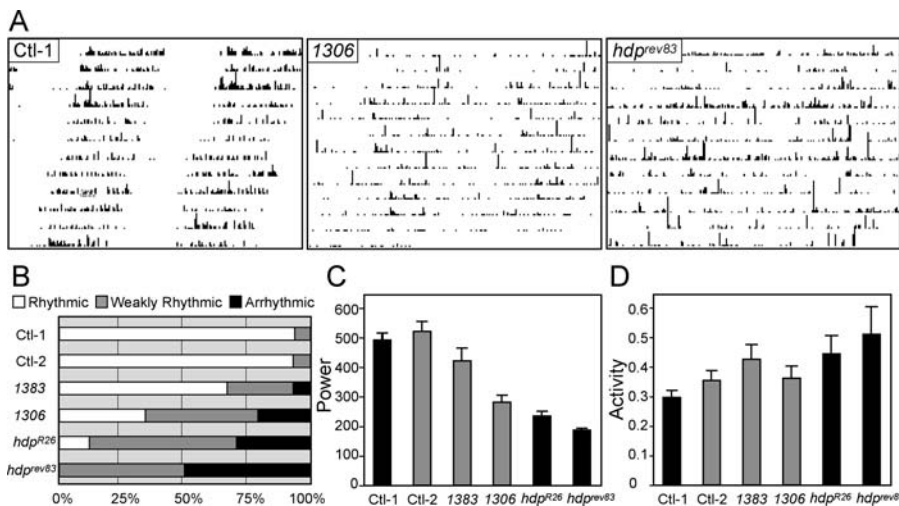 A
Ctl-1
1306
hdprev83
B
Rhythmic Weakly Rhythmic Arrhythmic
Ctl-1
Ctl-2
1383
1306
hdpR26
hdprev83
0% 25% 50% 75% 100%
C
Power
600
500
400
300
200
100
0
Ctl-1 Ctl-2 1383 1306 hdpR26 hdprev83
D
Activity
0.6
0.5
0.4
0.3
0.2
0.1
0
Ctl-1 Ctl-2 1383 1306 hdpR26 hdprev8